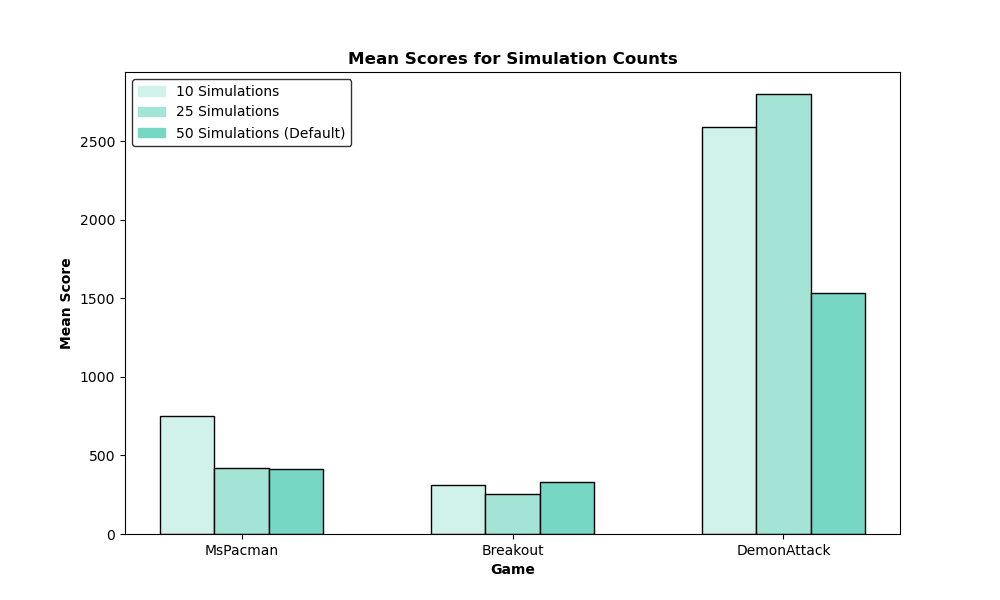 Mean Scores for Simulation Counts
10 Simulations
25 Simulations
50 Simulations (Default)
Mean Score
2500
2000
1500
1000
500
0
MsPacman
Breakout
DemonAttack
Game